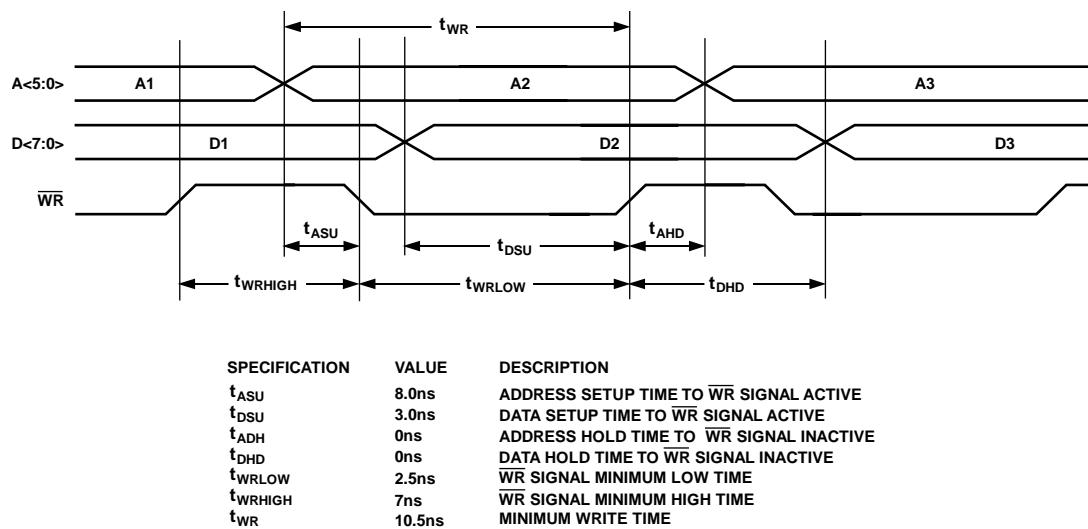 tWR
A<5:0> A1 A2 A3
D<7:0> D1 D2 D3
WR
tASU tDSU tAHD
tWRHIGH tWRLOW tDHD
SPECIFICATION VALUE DESCRIPTION
tASU 8.0ns ADDRESS SETUP TIME TO WR SIGNAL ACTIVE
tDSU 3.0ns DATA SETUP TIME TO WR SIGNAL ACTIVE
tADH 0ns ADDRESS HOLD TIME TO WR SIGNAL INACTIVE
tDHD 0ns DATA HOLD TIME TO WR SIGNAL INACTIVE
tWRLOW 2.5ns WR SIGNAL MINIMUM LOW TIME
tWRHIGH 7ns WR SIGNAL MINIMUM HIGH TIME
tWR 10.5ns MINIMUM WRITE TIME